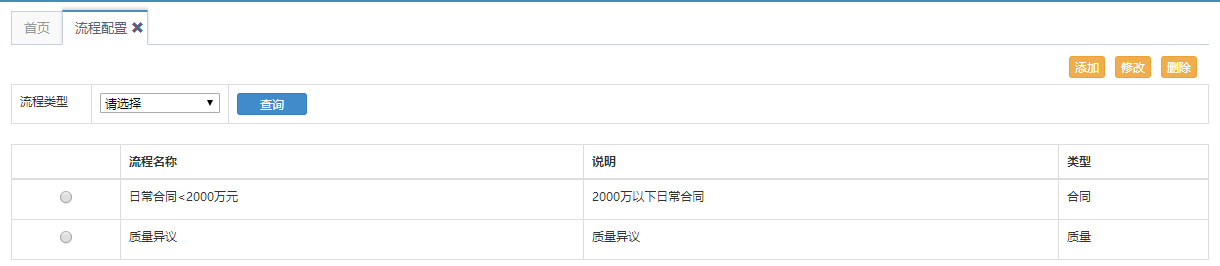 首页 流程配置
添加 修改 删除
流程类型 请选择 查询
流程名称 说明 类型
日常合同<2000万元 2000万以下日常合同 合同
质量异议 质量异议 质量